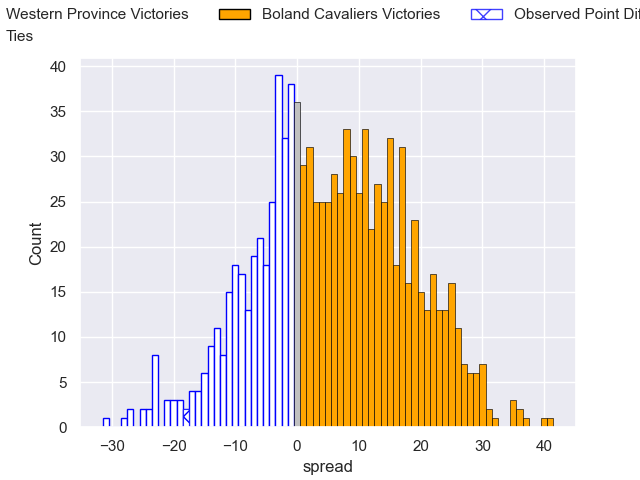 Western Province Victories Boland Cavaliers Victories Observed Point Dif
Ties
40
35
30
25
20
15
10
5
0
Count
−30 −20 −10 0 10 20 30 40
spread